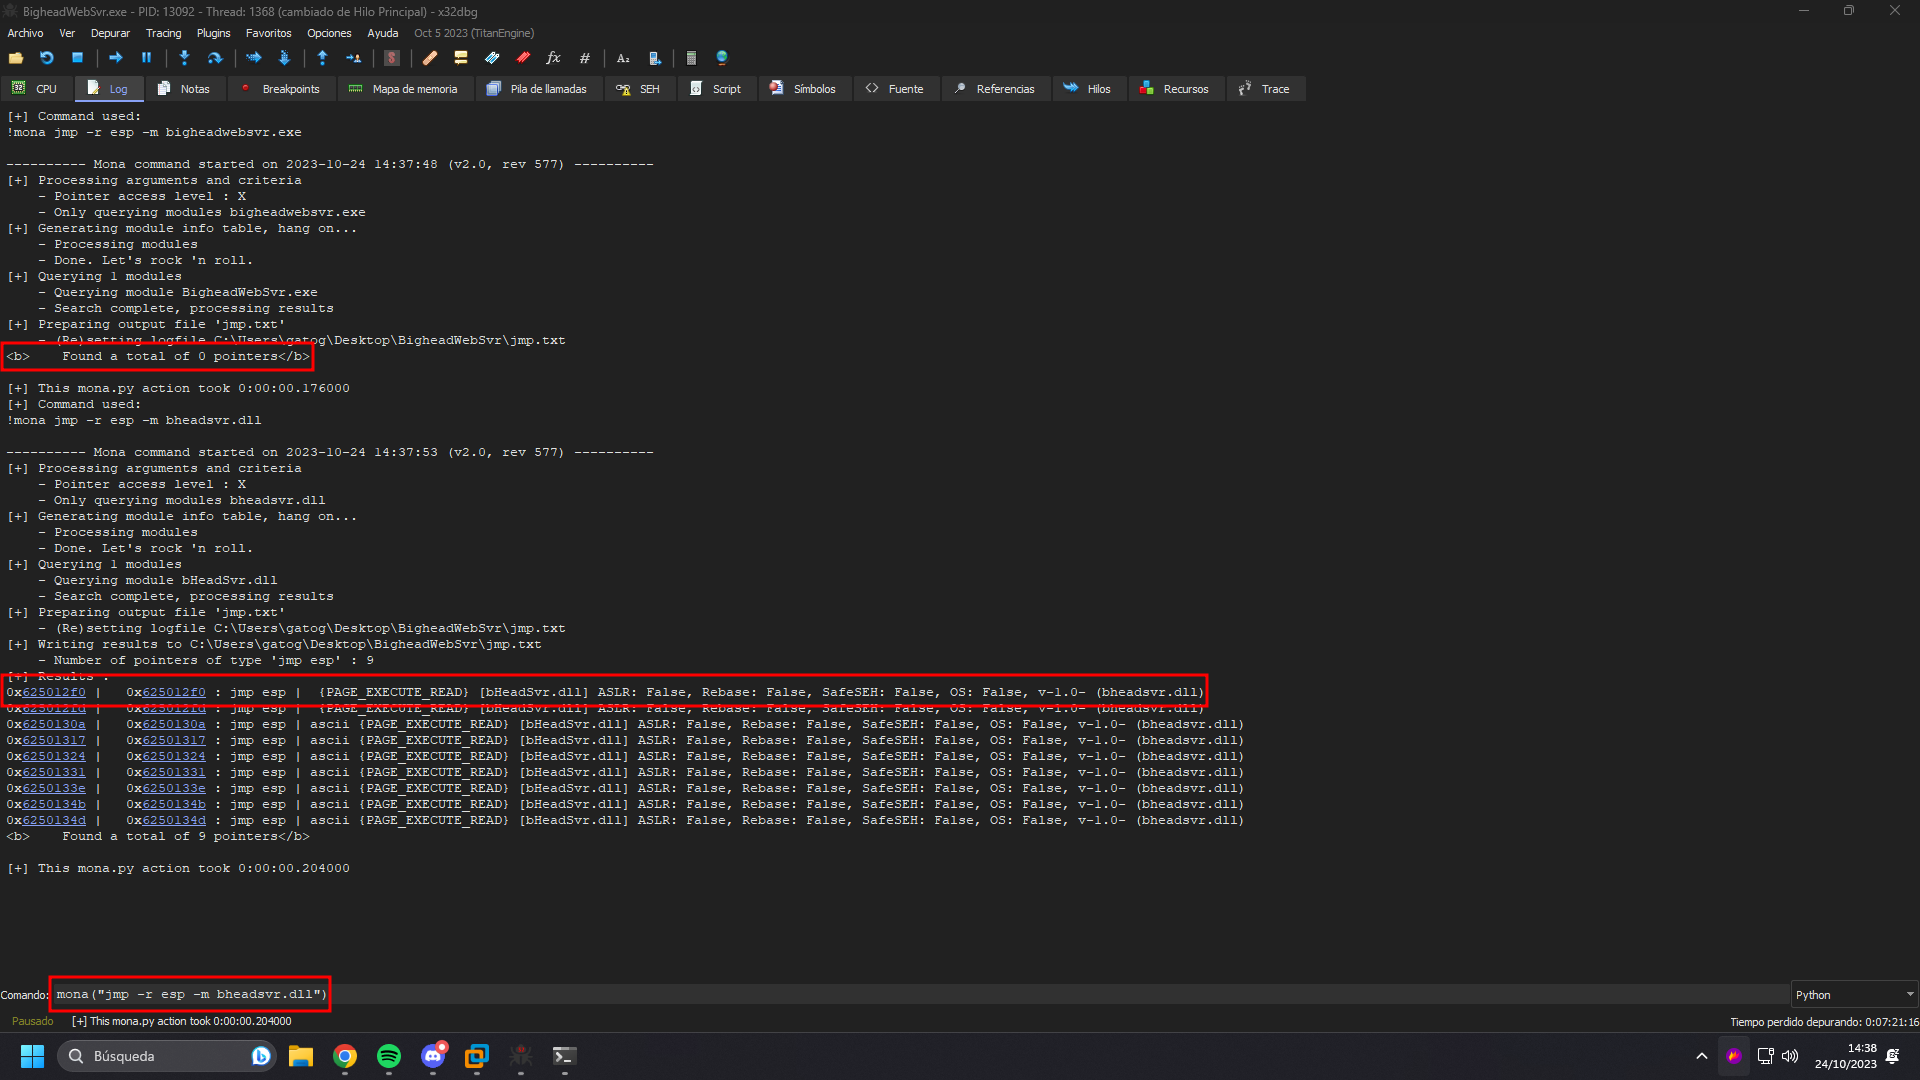 BigheadWebSvr.exe - PID: 13092 - Thread: 1368 (cambiado de Hilo Principal) - x32dbg
Archivo Ver Depurar Tracing Plugins Favoritos Opciones Ayuda Oct 5 2023 (TitanEngine)
CPU Log Notas Breakpoints Mapa de memoria Pila de llamadas SEH Script Símbolos Fuente Referencias Hilos Recursos Trace
[+] Command used:
!mona jmp -r esp -m bigheadwebsvr.exe
---------- Mona command started on 2023-10-24 14:37:48 (v2.0, rev 577) ----------
[+] Processing arguments and criteria
- Pointer access level : X
- Only querying modules bigheadwebsvr.exe
[+] Generating module info table, hang on...
- Processing modules
- Done. Let's rock 'n roll.
[+] Querying 1 modules
- Querying module BigheadWebSvr.exe
- Search complete, processing results
[+] Preparing output file 'jmp.txt'
- (Re)setting logfile C:\Users\gatog\Desktop\BigheadWebSvr\jmp.txt
<b>    Found a total of 0 pointers</b>
[+] This mona.py action took 0:00:00.176000
[+] Command used:
!mona jmp -r esp -m bheadsvr.dll
---------- Mona command started on 2023-10-24 14:37:53 (v2.0, rev 577) ----------
[+] Processing arguments and criteria
- Pointer access level : X
- Only querying modules bheadsvr.dll
[+] Generating module info table, hang on...
- Processing modules
- Done. Let's rock 'n roll.
[+] Querying 1 modules
- Querying module bHeadSvr.dll
- Search complete, processing results
[+] Preparing output file 'jmp.txt'
- (Re)setting logfile C:\Users\gatog\Desktop\BigheadWebSvr\jmp.txt
[+] Writing results to C:\Users\gatog\Desktop\BigheadWebSvr\jmp.txt
- Number of pointers of type 'jmp esp' : 9
[+] Results :
0x625012f0 |   0x625012f0 : jmp esp |  {PAGE_EXECUTE_READ} [bHeadSvr.dll] ASLR: False, Rebase: False, SafeSEH: False, OS: False, v-1.0- (bheadsvr.dll)
0x625012fd |   0x625012fd : jmp esp |  {PAGE_EXECUTE_READ} [bHeadSvr.dll] ASLR: False, Rebase: False, SafeSEH: False, OS: False, v-1.0- (bheadsvr.dll)
0x6250130a |   0x6250130a : jmp esp | ascii {PAGE_EXECUTE_READ} [bHeadSvr.dll] ASLR: False, Rebase: False, SafeSEH: False, OS: False, v-1.0- (bheadsvr.dll)
0x62501317 |   0x62501317 : jmp esp | ascii {PAGE_EXECUTE_READ} [bHeadSvr.dll] ASLR: False, Rebase: False, SafeSEH: False, OS: False, v-1.0- (bheadsvr.dll)
0x62501324 |   0x62501324 : jmp esp | ascii {PAGE_EXECUTE_READ} [bHeadSvr.dll] ASLR: False, Rebase: False, SafeSEH: False, OS: False, v-1.0- (bheadsvr.dll)
0x62501331 |   0x62501331 : jmp esp | ascii {PAGE_EXECUTE_READ} [bHeadSvr.dll] ASLR: False, Rebase: False, SafeSEH: False, OS: False, v-1.0- (bheadsvr.dll)
0x6250133e |   0x6250133e : jmp esp | ascii {PAGE_EXECUTE_READ} [bHeadSvr.dll] ASLR: False, Rebase: False, SafeSEH: False, OS: False, v-1.0- (bheadsvr.dll)
0x6250134b |   0x6250134b : jmp esp | ascii {PAGE_EXECUTE_READ} [bHeadSvr.dll] ASLR: False, Rebase: False, SafeSEH: False, OS: False, v-1.0- (bheadsvr.dll)
0x6250134d |   0x6250134d : jmp esp | ascii {PAGE_EXECUTE_READ} [bHeadSvr.dll] ASLR: False, Rebase: False, SafeSEH: False, OS: False, v-1.0- (bheadsvr.dll)
<b>    Found a total of 9 pointers</b>
[+] This mona.py action took 0:00:00.204000
Comando: mona("jmp -r esp -m bheadsvr.dll") Python
Pausado [+] This mona.py action took 0:00:00.204000 Tiempo perdido depurando: 0:07:21:16
Búsqueda 14:38
24/10/2023